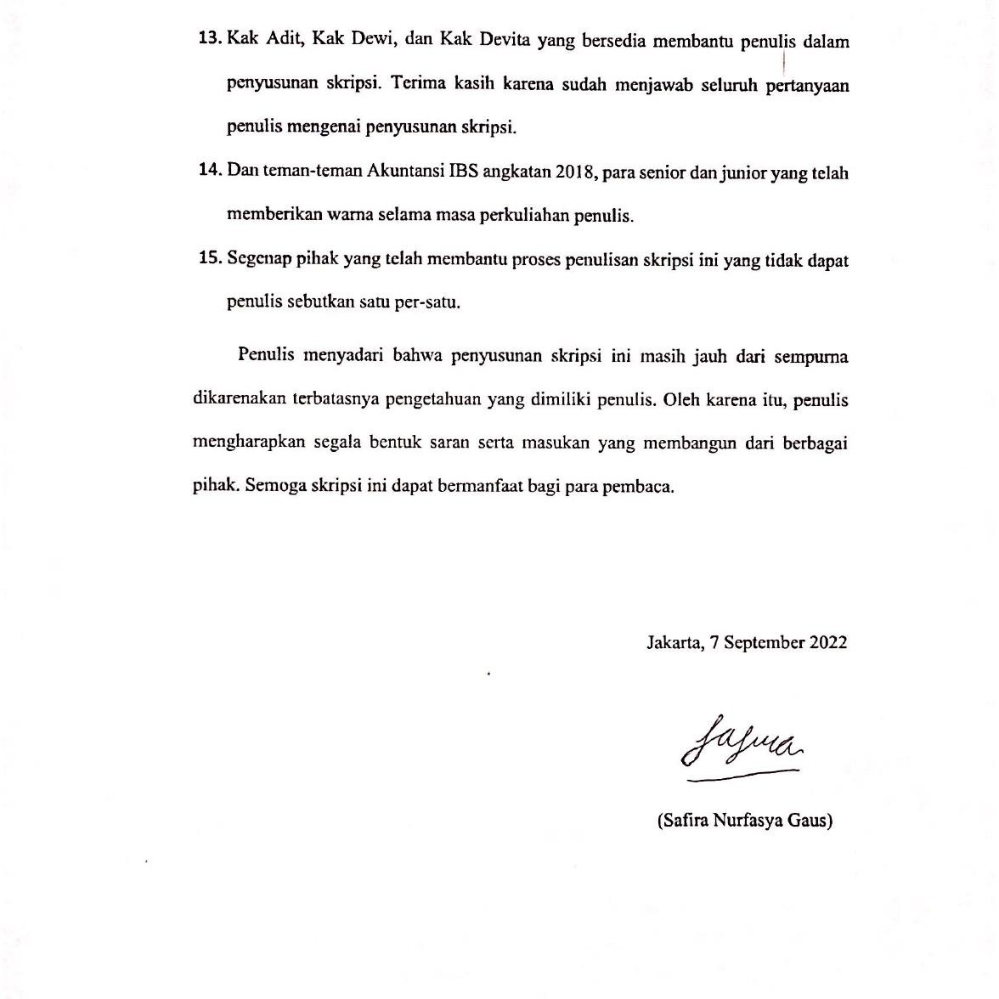 13. Kak Adit, Kak Dewi, dan Kak Devita yang bersedia membantu penulis dalam
penyusunan skripsi. Terima kasih karena sudah menjawab seluruh pertanyaan
penulis mengenai penyusunan skripsi.
14. Dan teman-teman Akuntansi IBS angkatan 2018, para senior dan junior yang telah
memberikan warna selama masa perkuliahan penulis.
15. Segenap pihak yang telah membantu proses penulisan skripsi ini yang tidak dapat
penulis sebutkan satu per-satu.
Penulis menyadari bahwa penyusunan skripsi ini masih jauh dari sempurna
dikarenakan terbatasnya pengetahuan yang dimiliki penulis. Oleh karena itu, penulis
mengharapkan segala bentuk saran serta masukan yang membangun dari berbagai
pihak. Semoga skripsi ini dapat bermanfaat bagi para pembaca.
Jakarta, 7 September 2022
(Safira Nurfasya Gaus)